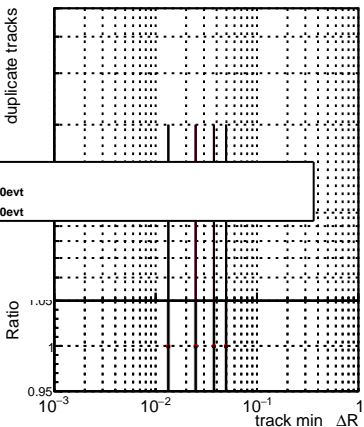 duplicate tracks
0evt
0evt
1.05
Ratio
1
0.95
10⁻³ 10⁻² 10⁻¹ 1
track min ΔR